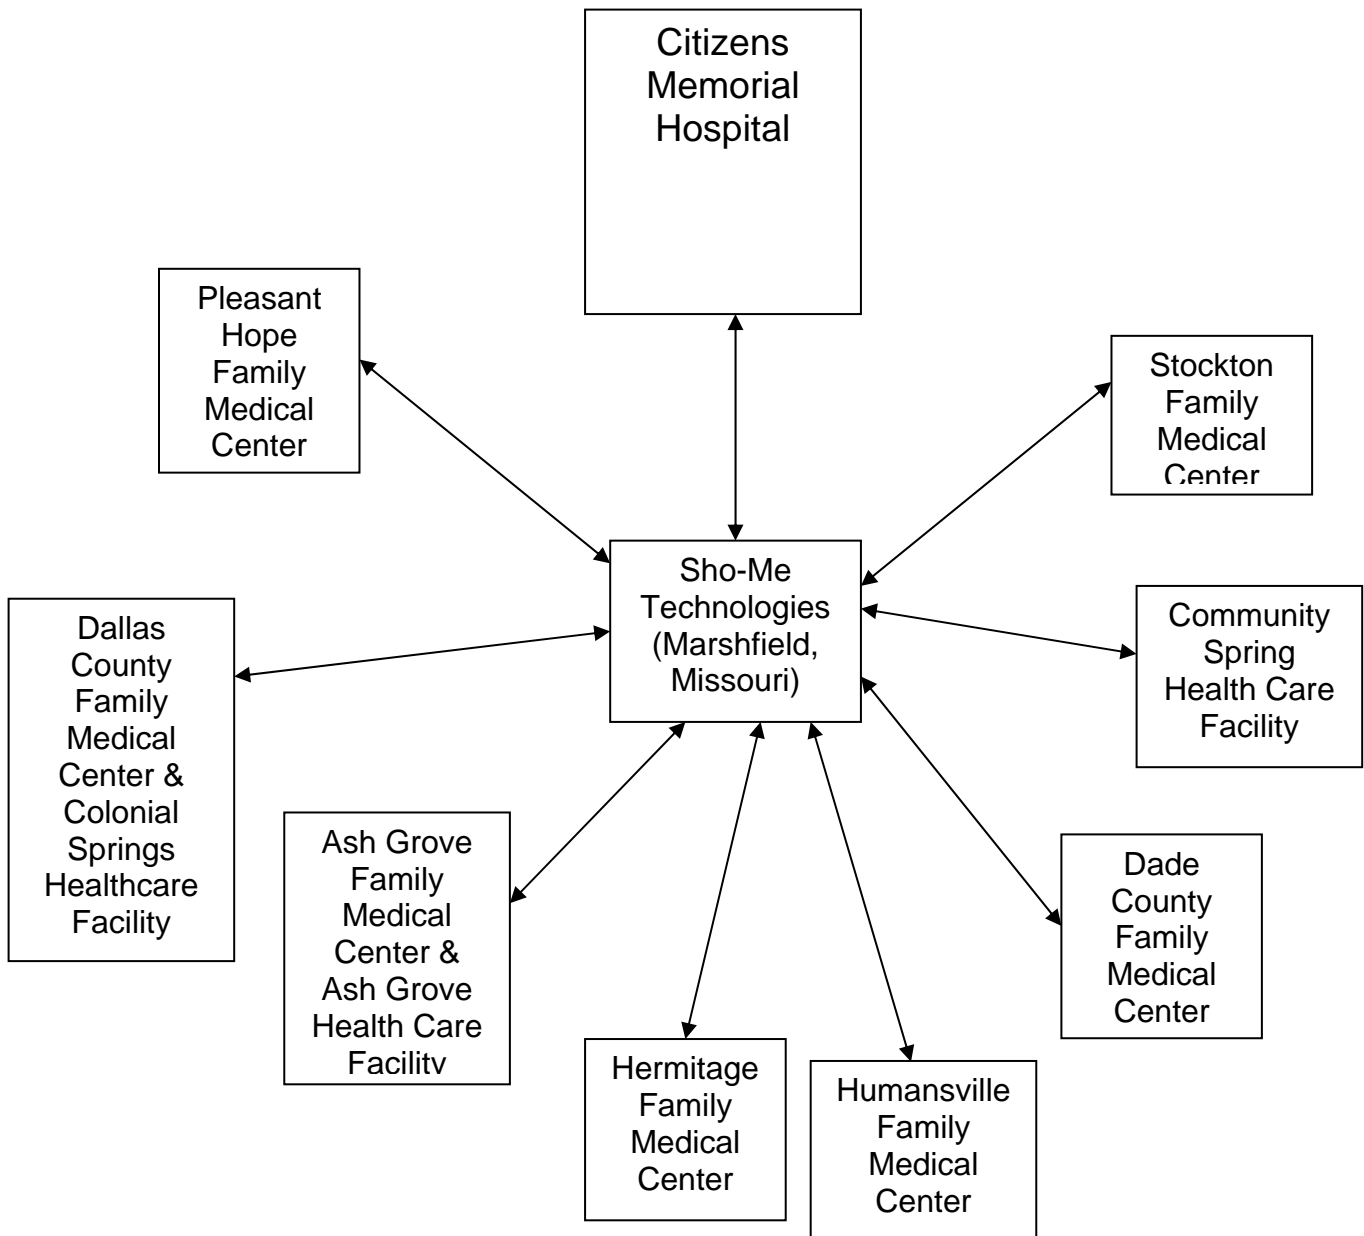 Citizens
Memorial
Hospital
Pleasant
Hope
Family
Medical
Center
Stockton
Family
Medical
Center
Sho-Me
Technologies
(Marshfield,
Missouri)
Community
Spring
Health Care
Facility
Dallas
County
Family
Medical
Center &
Colonial
Springs
Healthcare
Facility
Ash Grove
Family
Medical
Center &
Ash Grove
Health Care
Facility
Dade
County
Family
Medical
Center
Hermitage
Family
Medical
Center
Humansville
Family
Medical
Center